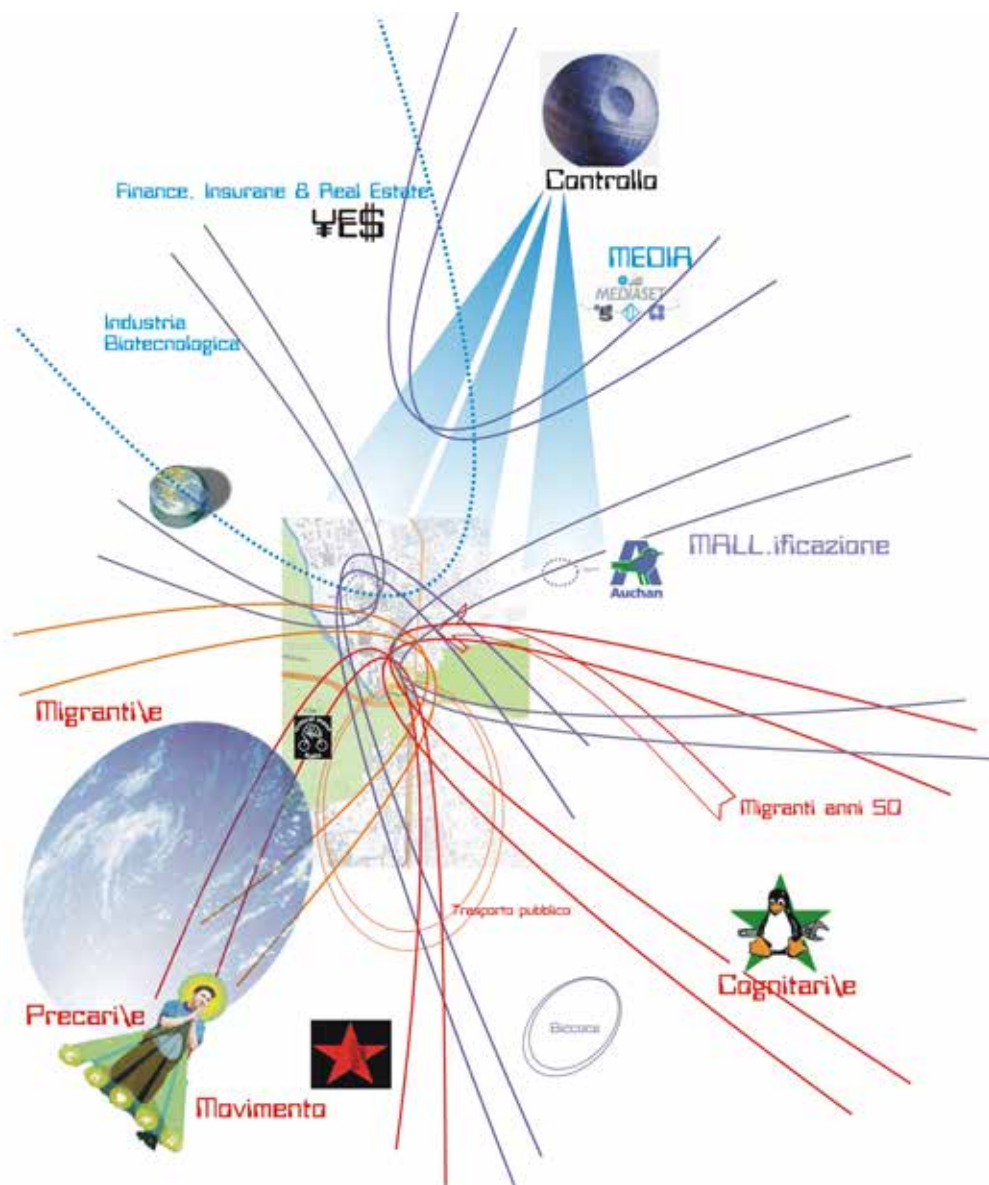 Controllo
Finance, Insurane & Real Estate
¥€$
MEDIA
MEDIASET
Industria
Biotecnologica
MALL.ificazione
Auchan
Migranti\e
Migranti anni 50
Trasporto pubblico
Cognitari\e
Precari\e
Biccoca
Movimento